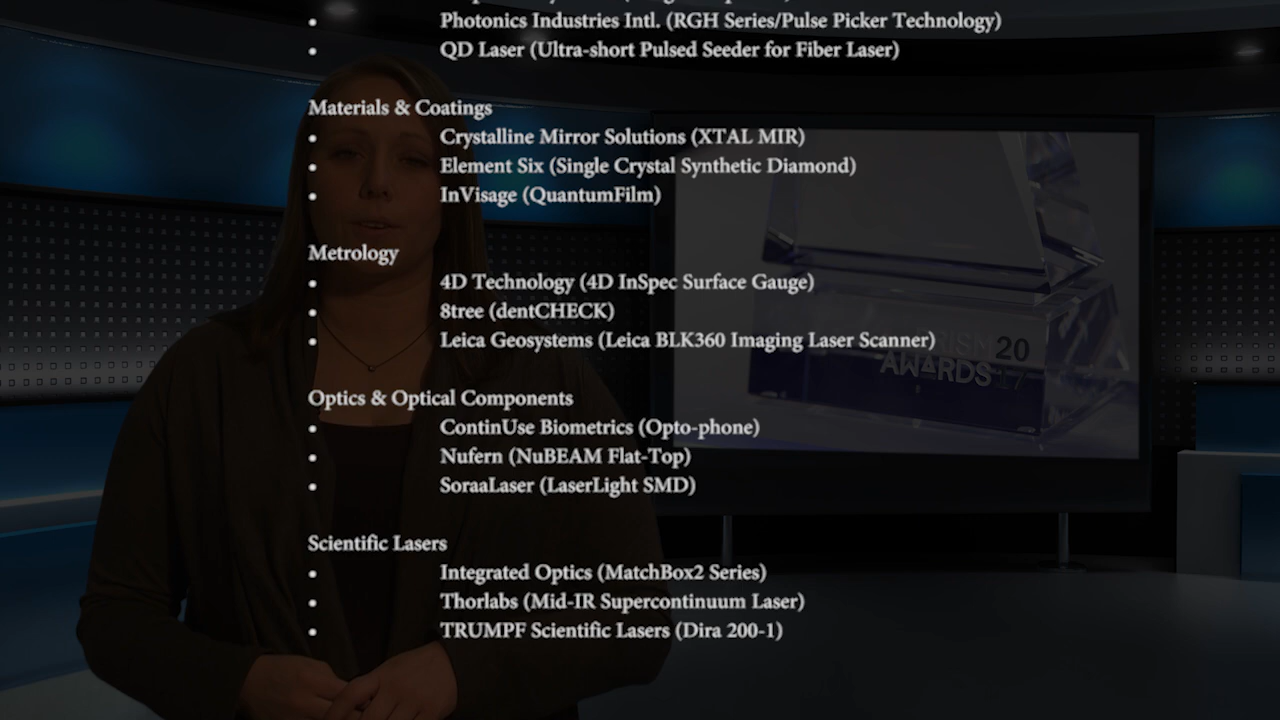 • Photonics Industries Intl. (RGH Series/Pulse Picker Technology)
• QD Laser (Ultra-short Pulsed Seeder for Fiber Laser)
Materials & Coatings
• Crystalline Mirror Solutions (XTAL MIR)
• Element Six (Single Crystal Synthetic Diamond)
• InVisage (QuantumFilm)
Metrology
• 4D Technology (4D InSpec Surface Gauge)
• 8tree (dentCHECK)
• Leica Geosystems (Leica BLK360 Imaging Laser Scanner)
Optics & Optical Components
• ContinUse Biometrics (Opto-phone)
• Nufern (NuBEAM Flat-Top)
• SoraaLaser (LaserLight SMD)
Scientific Lasers
• Integrated Optics (MatchBox2 Series)
• Thorlabs (Mid-IR Supercontinuum Laser)
• TRUMPF Scientific Lasers (Dira 200-1)
20
AWARDS 17